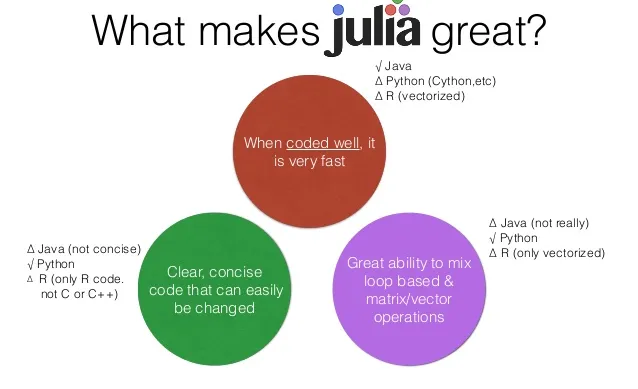 What makes julia great?
√ Java
Δ Python (Cython,etc)
Δ R (vectorized)
When coded well, it
is very fast
Δ Java (not concise)
√ Python
Δ R (only R code.
not C or C++)
Clear, concise
code that can easily
be changed
Great ability to mix
loop based &
matrix/vector
operations
Δ Java (not really)
√ Python
Δ R (only vectorized)